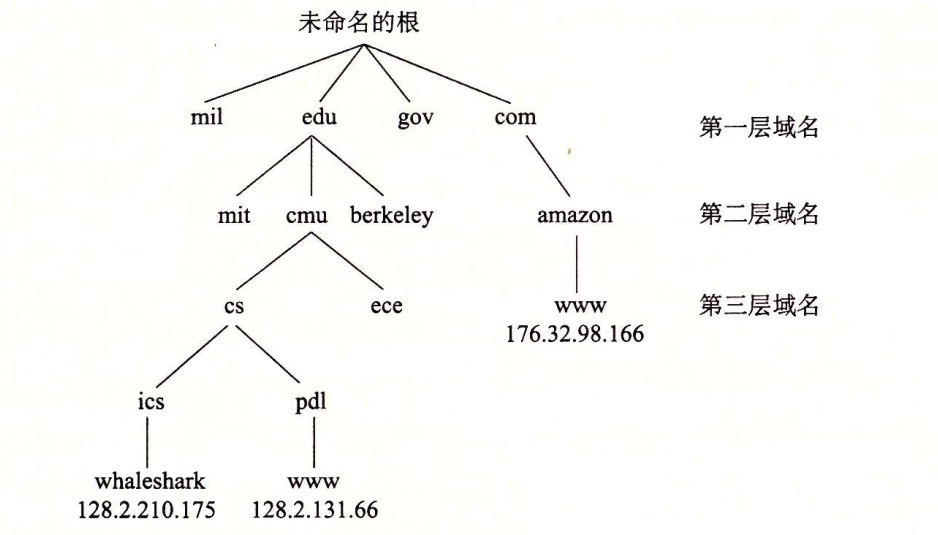 未命名的根
mil edu gov com 第一层域名
mit cmu berkeley amazon 第二层域名
cs ece www 第三层域名
176.32.98.166
ics pdl
whaleshark www
128.2.210.175 128.2.131.66